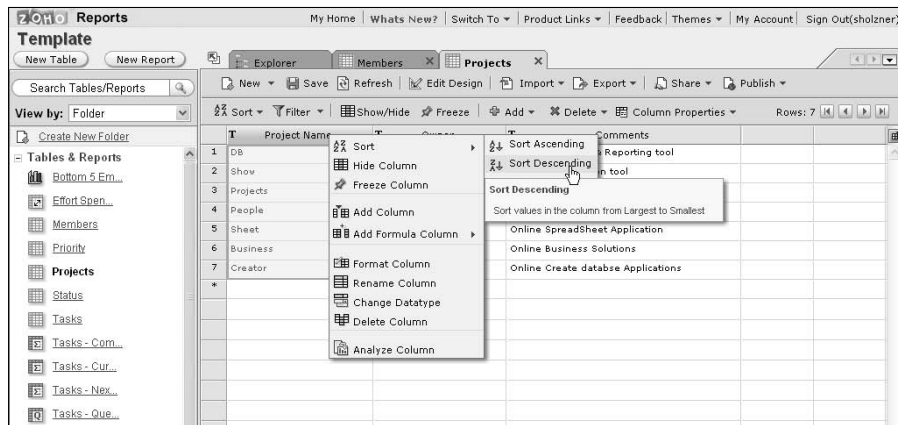 ZOHO Reports
My Home | Whats New? | Switch To | Product Links | Feedback | Themes | My Account | Sign Out(sholzner)
Template
New Table New Report
Explorer Members X Projects X
Search Tables/Reports
New Save Refresh | Edit Design | Import Export | Share Publish
View by: Folder
Sort Filter | Show/Hide Freeze | Add Delete Column Properties Rows: 7
Create New Folder
T Project Name T T Comments
Tables & Reports
1 DB & Reporting tool
2 Show n tool
3 Projects
4 People
5 Sheet Online SpreadSheet Application
6 Business Online Business Solutions
7 Creator Online Create databse Applications
*
Bottom 5 Em...
Effort Spen...
Members
Priority
Projects
Status
Tasks
Tasks - Com...
Tasks - Cur...
Tasks - Nex...
Tasks - Que...
Sort
Hide Column
Freeze Column
Add Column
Add Formula Column
Format Column
Rename Column
Change Datatype
Delete Column
Analyze Column
Sort Ascending
Sort Descending
Sort Descending
Sort values in the column from Largest to Smallest